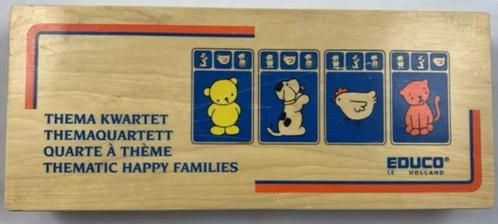 THEMA KWARTET
THEMAQUARTETT
QUARTE À THÈME
THEMATIC HAPPY FAMILIES
EDUCO®
CE HOLLAND